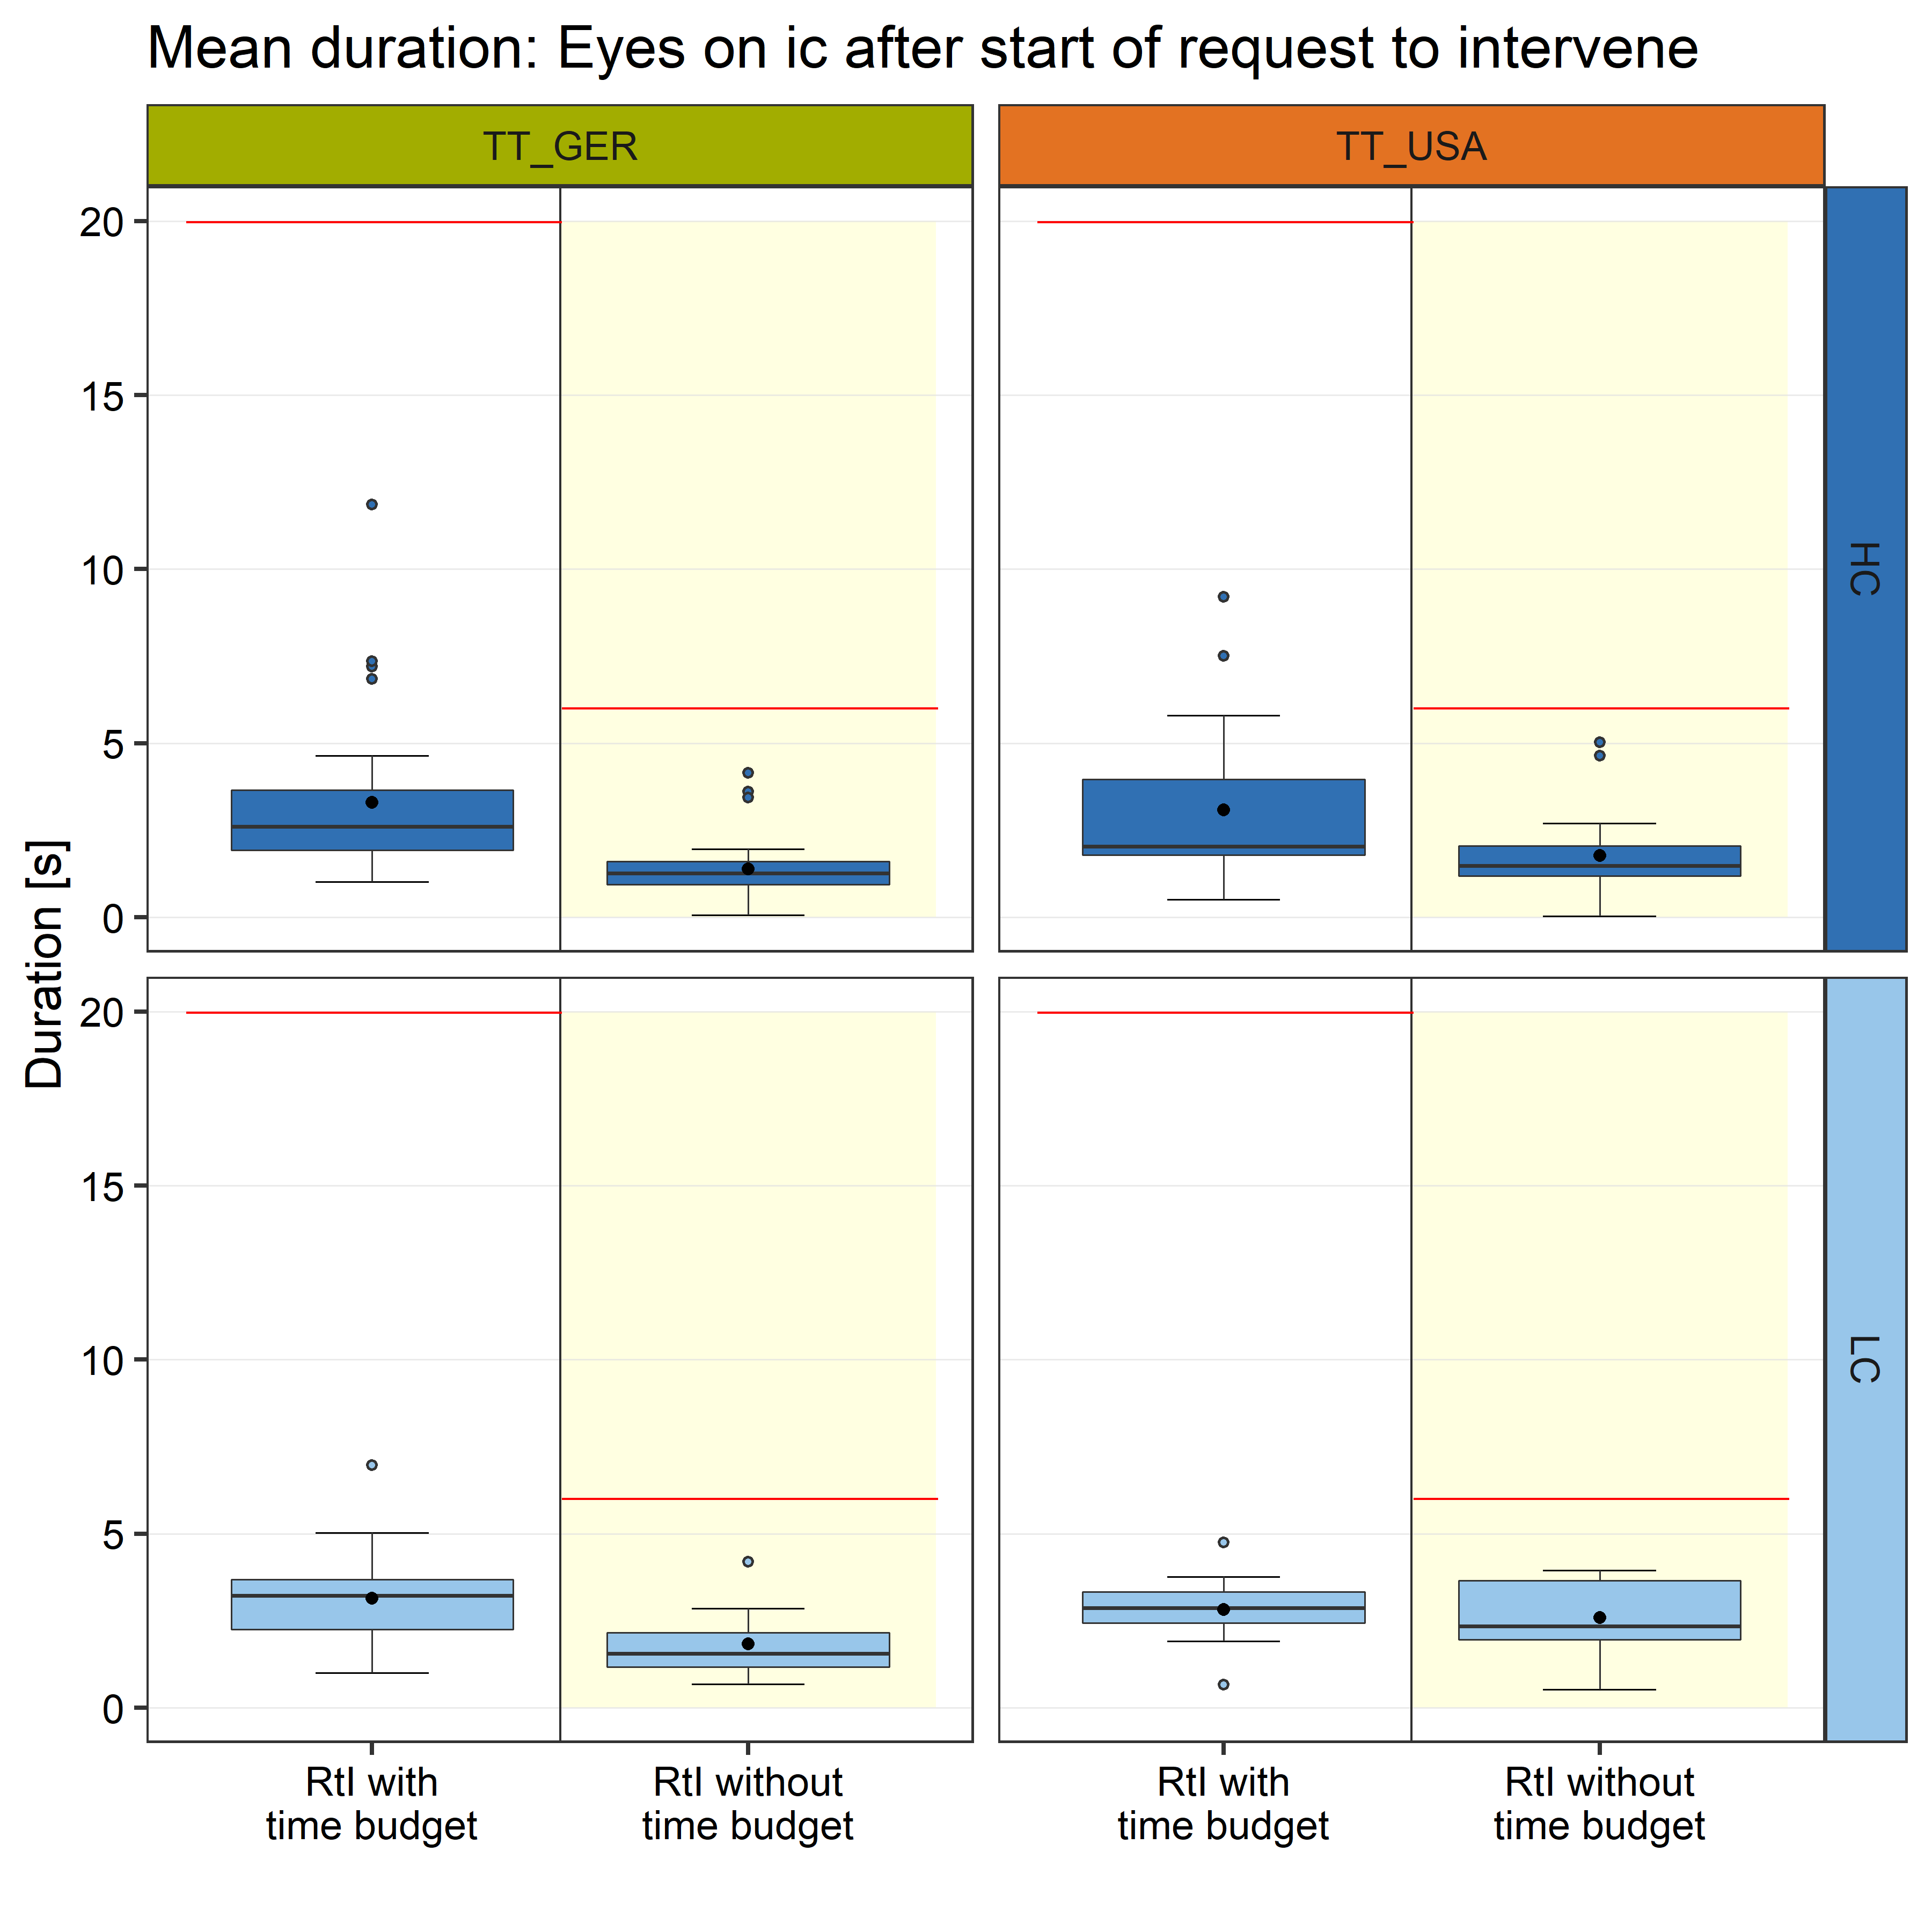 Mean duration: Eyes on ic after start of request to intervene
TT_GER
TT_USA
20
15
10
5
0
HC
Duration [s]
20
15
10
5
0
LC
RtI with
time budget
RtI without
time budget
RtI with
time budget
RtI without
time budget